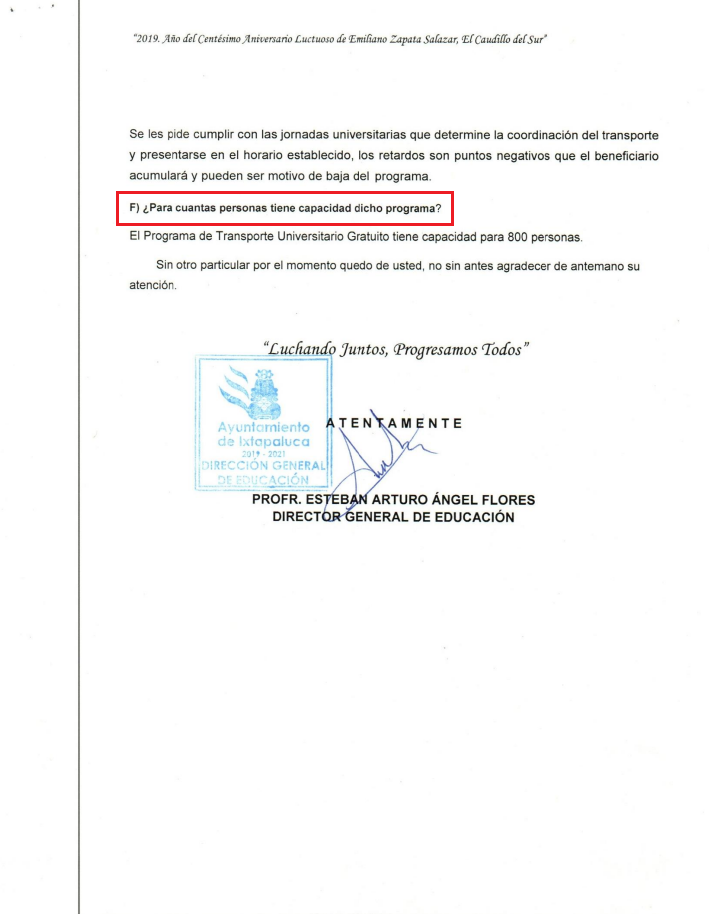 "2019. Año del Centésimo Aniversario Luctuoso de Emiliano Zapata Salazar, El Caudillo del Sur"
Se les pide cumplir con las jornadas universitarias que determine la coordinación del transporte
y presentarse en el horario establecido, los retardos son puntos negativos que el beneficiario
acumulará y pueden ser motivo de baja del programa.
F) ¿Para cuantas personas tiene capacidad dicho programa?
El Programa de Transporte Universitario Gratuito tiene capacidad para 800 personas.
Sin otro particular por el momento quedo de usted, no sin antes agradecer de antemano su
atención.
"Luchando Juntos, Progresamos Todos"
Ayuntamiento
de Ixtapaluca
2019 - 2021
DIRECCIÓN GENERAL
DE EDUCACIÓN
ATENTAMENTE
PROFR. ESTEBAN ARTURO ÁNGEL FLORES
DIRECTOR GENERAL DE EDUCACIÓN